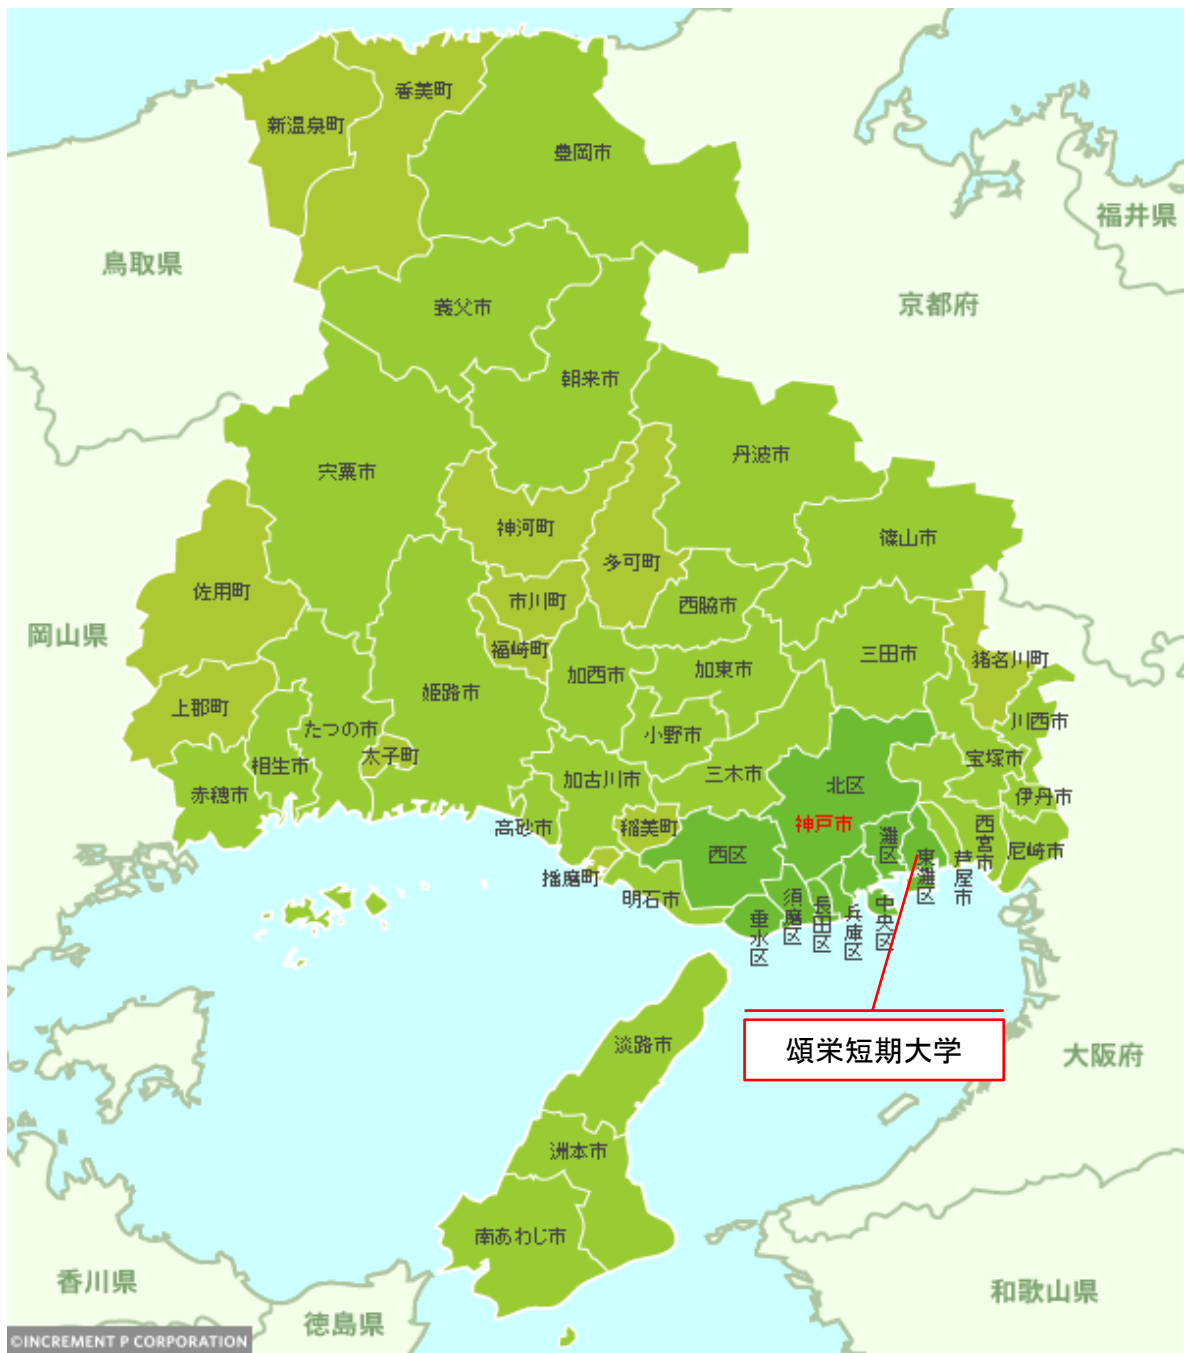 香美町
新温泉町
豊岡市
福井県
鳥取県
京都府
養父市
朝来市
丹波市
宍粟市
神河町
篠山市
多可町
佐用町
市川町
西脇市
岡山県
福崎町
三田市
猪名川町
加西市
加東市
姫路市
上郡町
川西市
たつの市
小野市
太子町
宝塚市
相生市
三木市
加古川市
北区
赤穂市
伊丹市
神戸市
高砂市
稲美町
灘区
西宮市
西区
東灘区
尼崎市
芦屋市
播磨町
明石市
須磨区
長田区
兵庫区
中央区
垂水区
淡路市
頌栄短期大学
大阪府
洲本市
南あわじ市
香川県
和歌山県
徳島県
©INCREMENT P CORPORATION